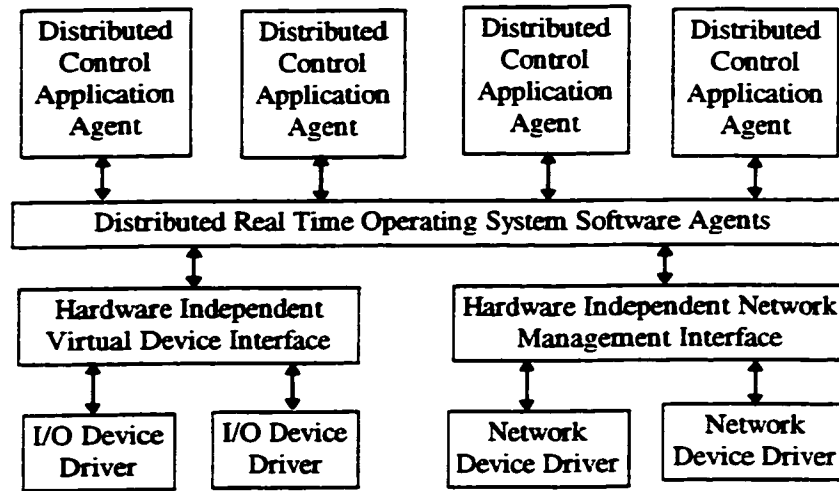 Distributed
Control
Application
Agent
Distributed
Control
Application
Agent
Distributed
Control
Application
Agent
Distributed
Control
Application
Agent
Distributed Real Time Operating System Software Agents
Hardware Independent
Virtual Device Interface
Hardware Independent Network
Management Interface
I/O Device
Driver
I/O Device
Driver
Network
Device Driver
Network
Device Driver